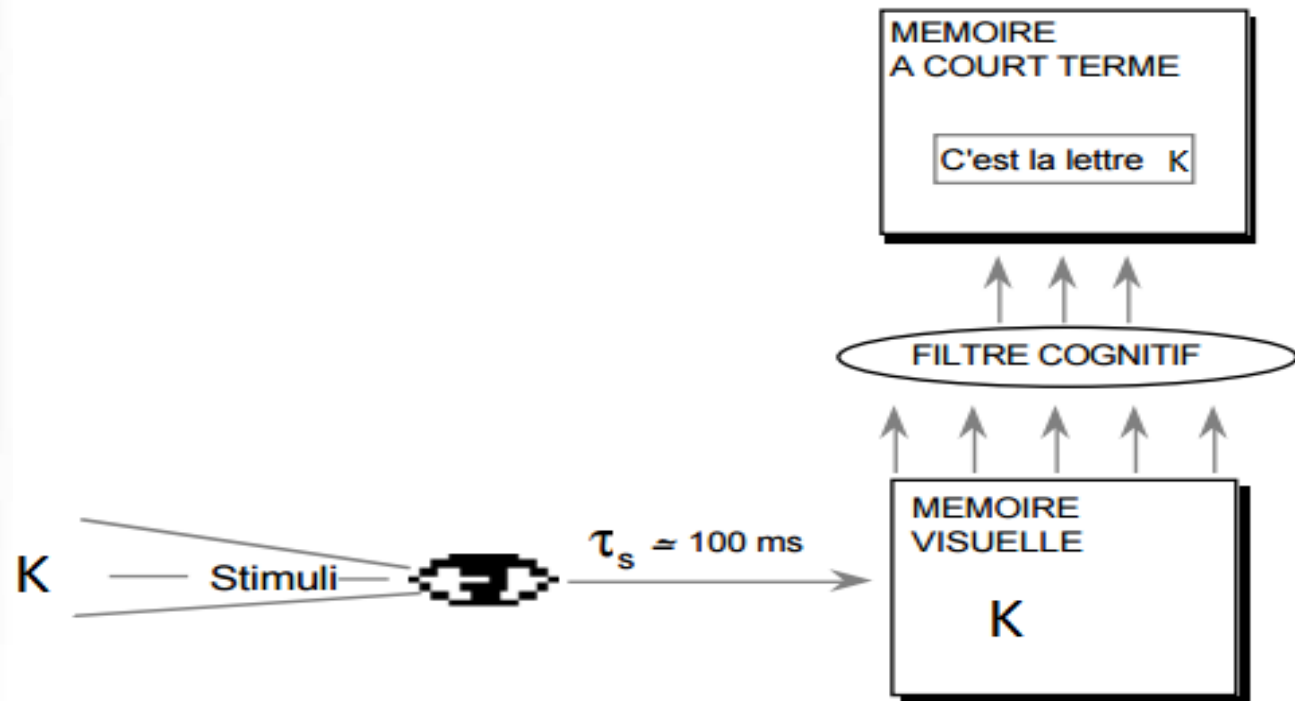 MEMOIRE
A COURT TERME
C'est la lettre K
FILTRE COGNITIF
K
Stimuli
τs ≃ 100 ms
MEMOIRE
VISUELLE
K